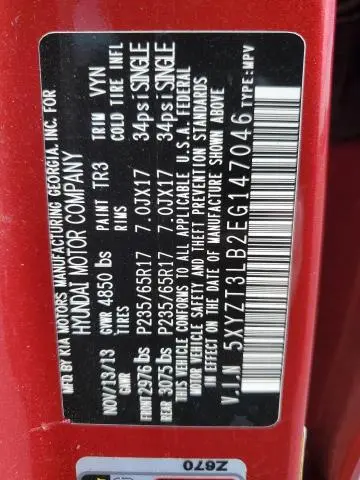 MFD BY KIA MOTORS MANUFACTURING GEORGIA. INC. FOR
HYUNDAI MOTOR COMPANY
NOV/13/13 GVWR 4850 lbs PAINT TR3 TRIM VYN
GAWR TIRES RIMS COLD TIRE INFL
FRONT 2976 lbs P235/65R17 7.0JX17 34psi SINGLE
REAR 3075 lbs P235/65R17 7.0JX17 34psi SINGLE
THIS VEHICLE CONFORMS TO ALL APPLICABLE U.S.A. FEDERAL
MOTOR VEHICLE SAFETY AND THEFT PREVENTION STANDARDS
IN EFFECT ON THE DATE OF MANUFACTURE SHOWN ABOVE.
V.I.N 5XYZT3LB2EG147046 TYPE:MPV
Z670